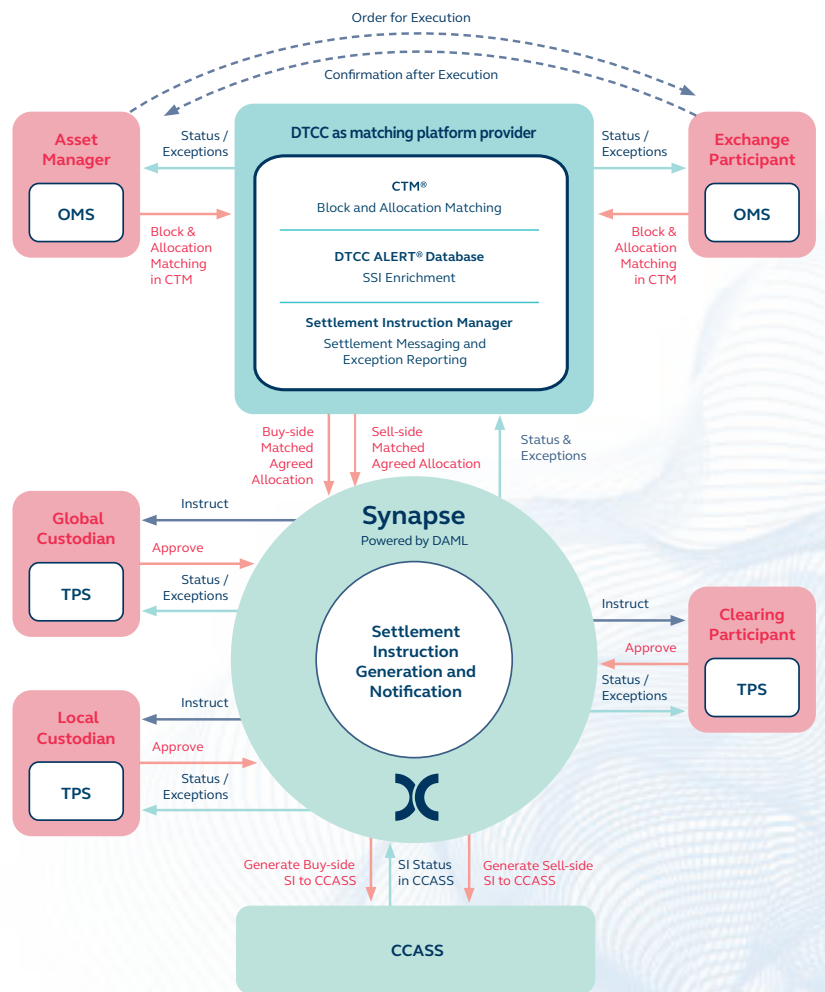 Order for Execution
Confirmation after Execution
Asset
Manager
OMS
Status /
Exceptions
Block &
Allocation
Matching
in CTM
DTCC as matching platform provider
CTM®
Block and Allocation Matching
DTCC ALERT® Database
SSI Enrichment
Settlement Instruction Manager
Settlement Messaging and
Exception Reporting
Status /
Exceptions
Block &
Allocation
Matching
in CTM
Exchange
Participant
OMS
Buy-side
Matched
Agreed
Allocation
Sell-side
Matched
Agreed Allocation
Status &
Exceptions
Global
Custodian
TPS
Instruct
Approve
Status /
Exceptions
Synapse
Powered by DAML
Settlement
Instruction
Generation and
Notification
Instruct
Approve
Status /
Exceptions
Clearing
Participant
TPS
Local
Custodian
TPS
Instruct
Approve
Status /
Exceptions
Generate Buy-side
SI to CCASS
SI Status
in CCASS
Generate Sell-side
SI to CCASS
CCASS